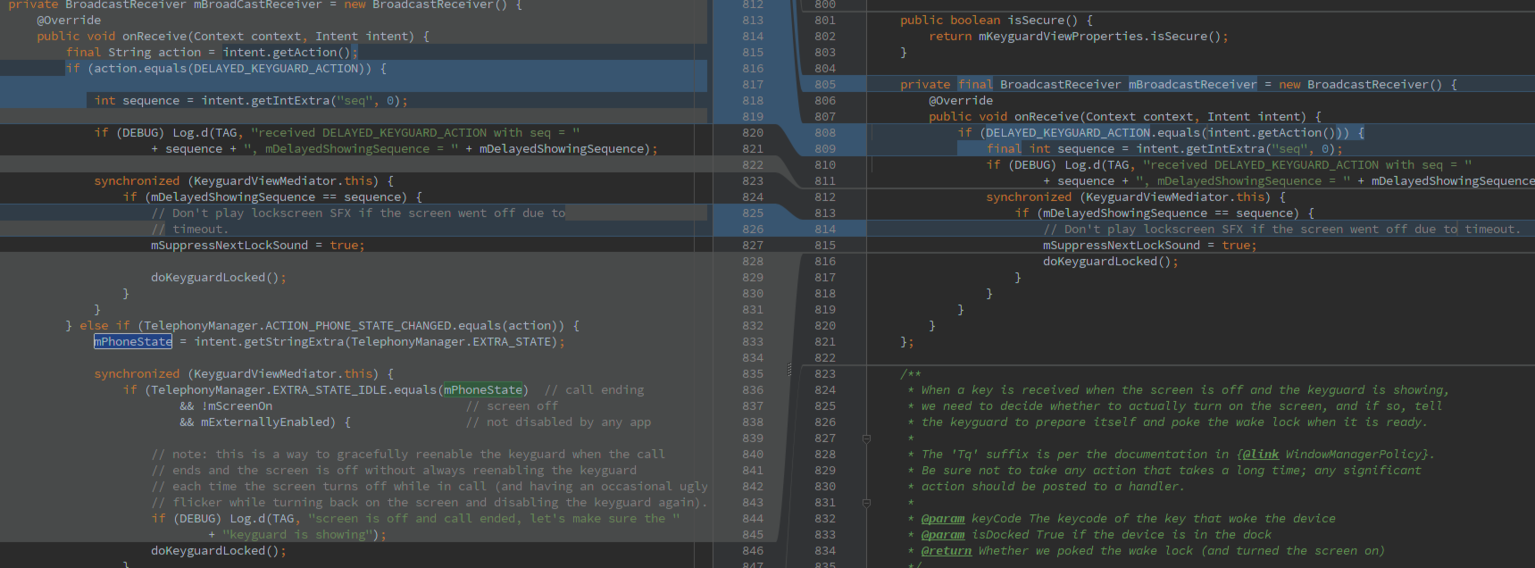 private BroadcastReceiver mBroadCastReceiver = new BroadcastReceiver() {
@Override
public void onReceive(Context context, Intent intent) {
final String action = intent.getAction();
if (action.equals(DELAYED_KEYGUARD_ACTION)) {
int sequence = intent.getIntExtra("seq", 0);
if (DEBUG) Log.d(TAG, "received DELAYED_KEYGUARD_ACTION with seq = "
+ sequence + ", mDelayedShowingSequence = " + mDelayedShowingSequence);
synchronized (KeyguardViewMediator.this) {
if (mDelayedShowingSequence == sequence) {
// Don't play lockscreen SFX if the screen went off due to
// timeout.
mSuppressNextLockSound = true;
doKeyguardLocked();
}
}
} else if (TelephonyManager.ACTION_PHONE_STATE_CHANGED.equals(action)) {
mPhoneState = intent.getStringExtra(TelephonyManager.EXTRA_STATE);
synchronized (KeyguardViewMediator.this) {
if (TelephonyManager.EXTRA_STATE_IDLE.equals(mPhoneState)  // call ending
&& !mScreenOn                           // screen off
&& mExternallyEnabled) {                // not disabled by any app
// note: this is a way to gracefully reenable the keyguard when the call
// ends and the screen is off without always reenabling the keyguard
// each time the screen turns off while in call (and having an occasional ugly
// flicker while turning back on the screen and disabling the keyguard again).
if (DEBUG) Log.d(TAG, "screen is off and call ended, let's make sure the "
+ "keyguard is showing");
doKeyguardLocked();
}
812
813
814
815
816
817
818
819
820
821
822
823
824
825
826
827
828
829
830
831
832
833
834
835
836
837
838
839
840
841
842
843
844
845
846
847
800
801 public boolean isSecure() {
802 return mKeyguardViewProperties.isSecure();
803 }
804
805 private final BroadcastReceiver mBroadcastReceiver = new BroadcastReceiver() {
806 @Override
807 public void onReceive(Context context, Intent intent) {
808 if (DELAYED_KEYGUARD_ACTION.equals(intent.getAction())) {
809 final int sequence = intent.getIntExtra("seq", 0);
810 if (DEBUG) Log.d(TAG, "received DELAYED_KEYGUARD_ACTION with seq = "
811 + sequence + ", mDelayedShowingSequence = " + mDelayedShowingSequence
812 synchronized (KeyguardViewMediator.this) {
813 if (mDelayedShowingSequence == sequence) {
814 // Don't play lockscreen SFX if the screen went off due to timeout.
815 mSuppressNextLockSound = true;
816 doKeyguardLocked();
817 }
818 }
819 }
820 }
821 };
822
823 /**
824 * When a key is received when the screen is off and the keyguard is showing,
825 * we need to decide whether to actually turn on the screen, and if so, tell
826 * the keyguard to prepare itself and poke the wake lock when it is ready.
827 *
828 * The 'Tq' suffix is per the documentation in {@link WindowManagerPolicy}.
829 * Be sure not to take any action that takes a long time; any significant
830 * action should be posted to a handler.
831 *
832 * @param keyCode The keycode of the key that woke the device
833 * @param isDocked True if the device is in the dock
834 * @return Whether we poked the wake lock (and turned the screen on)
835 */